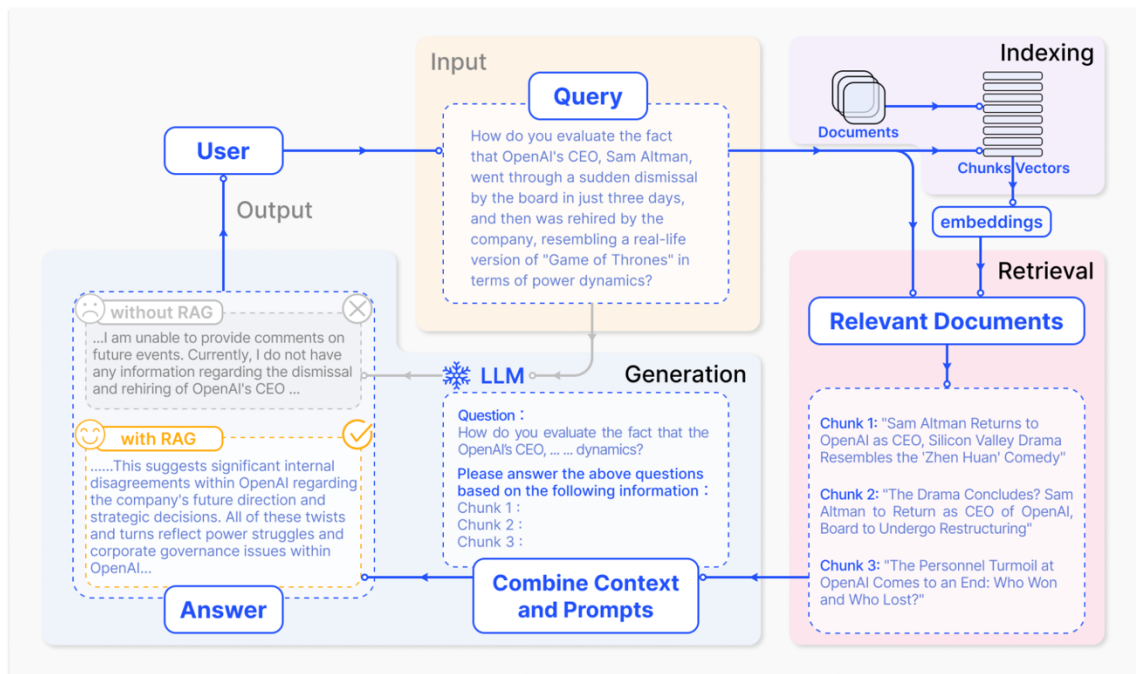 Input
Query
How do you evaluate the fact
that OpenAI's CEO, Sam Altman,
went through a sudden dismissal
by the board in just three days,
and then was rehired by the
company, resembling a real-life
version of "Game of Thrones" in
terms of power dynamics?
Indexing
Documents
Chunks Vectors
embeddings
User
Output
Retrieval
Relevant Documents
Chunk 1: "Sam Altman Returns to
OpenAI as CEO, Silicon Valley Drama
Resembles the 'Zhen Huan' Comedy"
Chunk 2: "The Drama Concludes? Sam
Altman to Return as CEO of OpenAI,
Board to Undergo Restructuring"
Chunk 3: "The Personnel Turmoil at
OpenAI Comes to an End: Who Won
and Who Lost?"
LLM
Generation
Question :
How do you evaluate the fact that the
OpenAI's CEO, ... ... dynamics?
Please answer the above questions
based on the following information :
Chunk 1 :
Chunk 2 :
Chunk 3 :
Combine Context
and Prompts
without RAG
...I am unable to provide comments on
future events. Currently, I do not have
any information regarding the dismissal
and rehiring of OpenAI's CEO ...
with RAG
......This suggests significant internal
disagreements within OpenAI regarding
the company's future direction and
strategic decisions. All of these twists
and turns reflect power struggles and
corporate governance issues within
OpenAI...
Answer